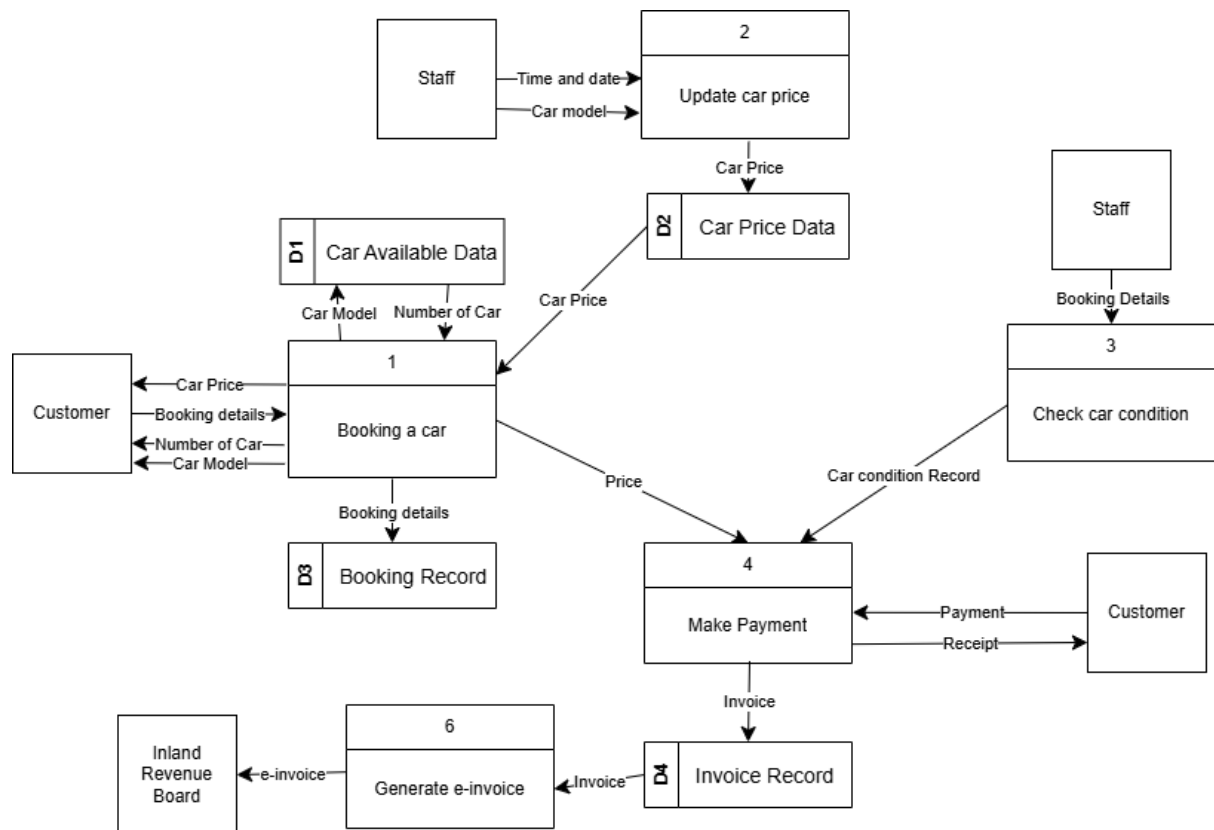 2
Staff
Time and date
Update car price
Car model
Car Price
Staff
D2
Car Price Data
D1
Car Available Data
Booking Details
Car Price
Car Model
Number of Car
1
3
Car Price
Customer
Booking details
Booking a car
Check car condition
Number of Car
Car Model
Price
Car condition Record
Booking details
4
D3
Booking Record
Payment
Customer
Make Payment
Receipt
Invoice
6
Inland
Revenue
Board
e-invoice
Generate e-invoice
Invoice
D4
Invoice Record